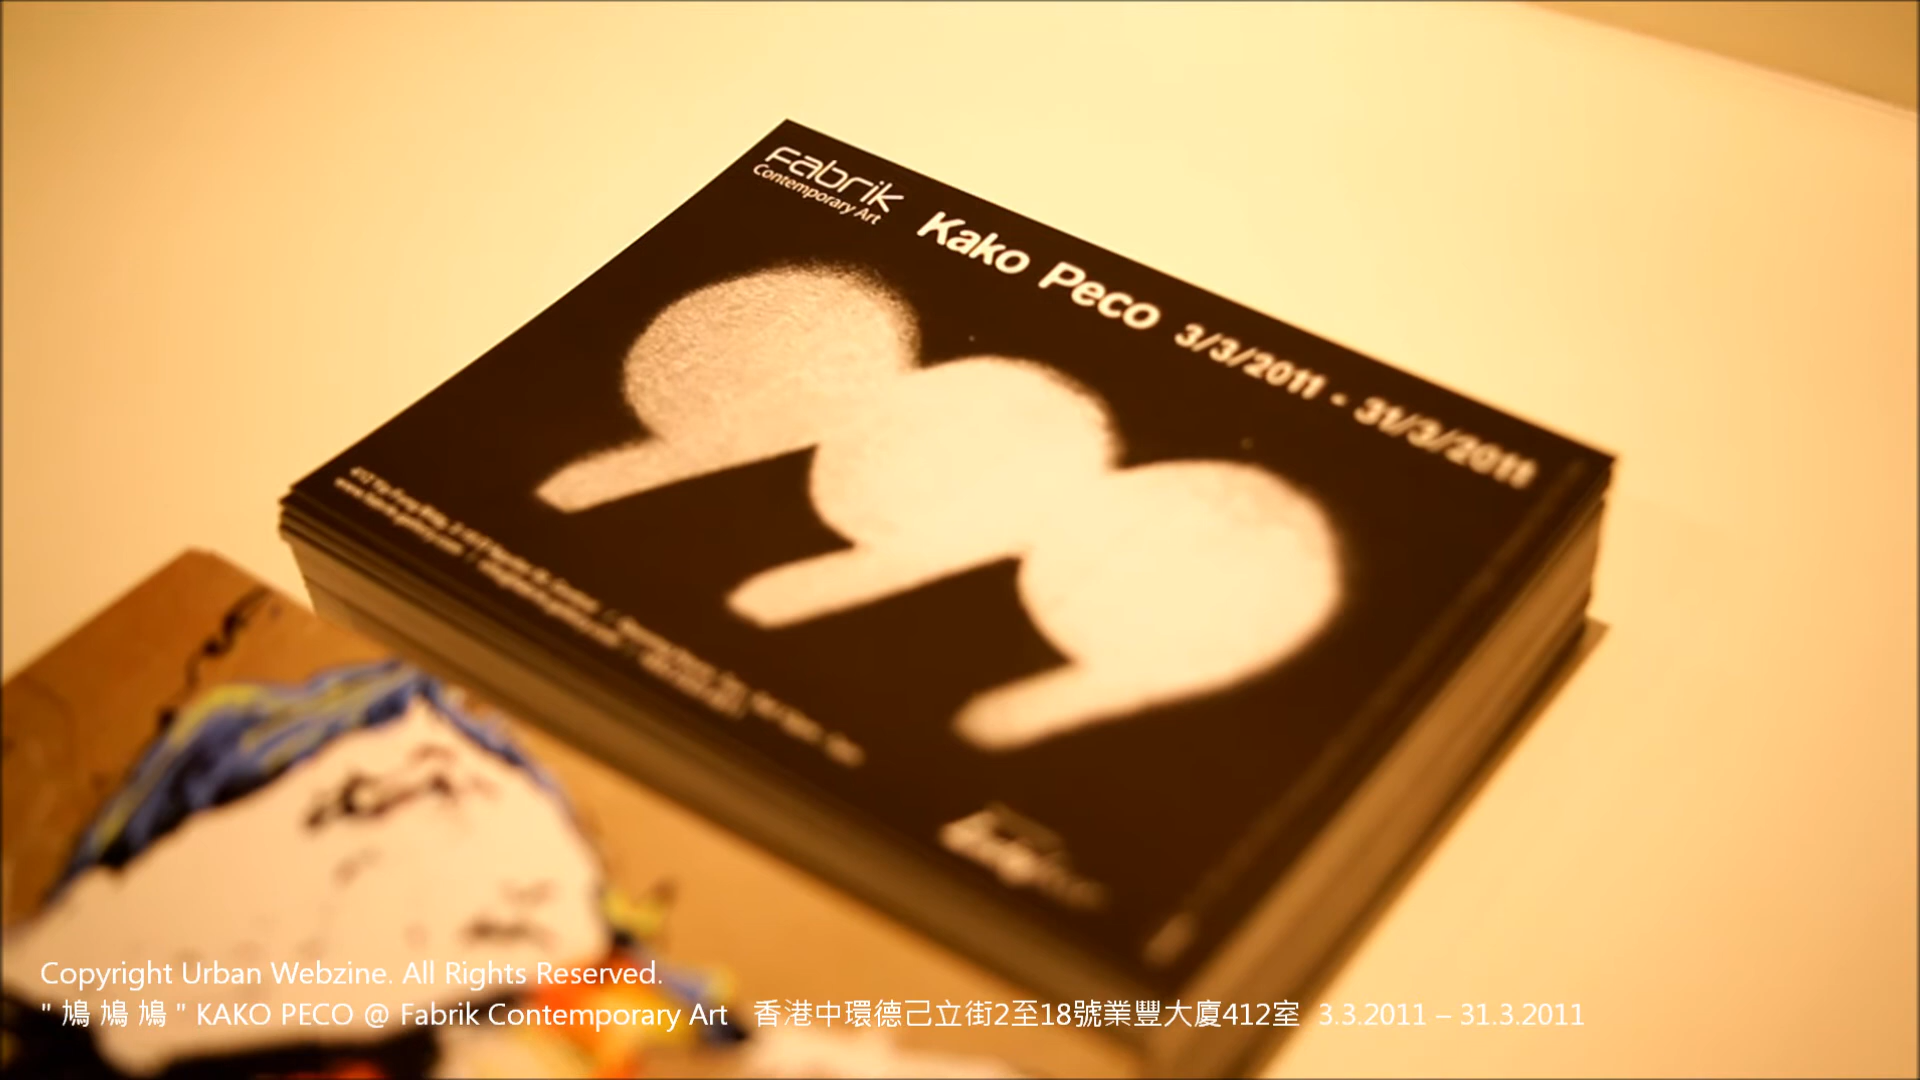 Fabrik
Contemporary Art
Kako Peco 3/3/2011 - 31/3/2011
Copyright Urban Webzine. All Rights Reserved.
" 鳩 鳩 鳩 " KAKO PECO @ Fabrik Contemporary Art 香港中環德己立街2至18號業豐大廈412室 3.3.2011 – 31.3.2011